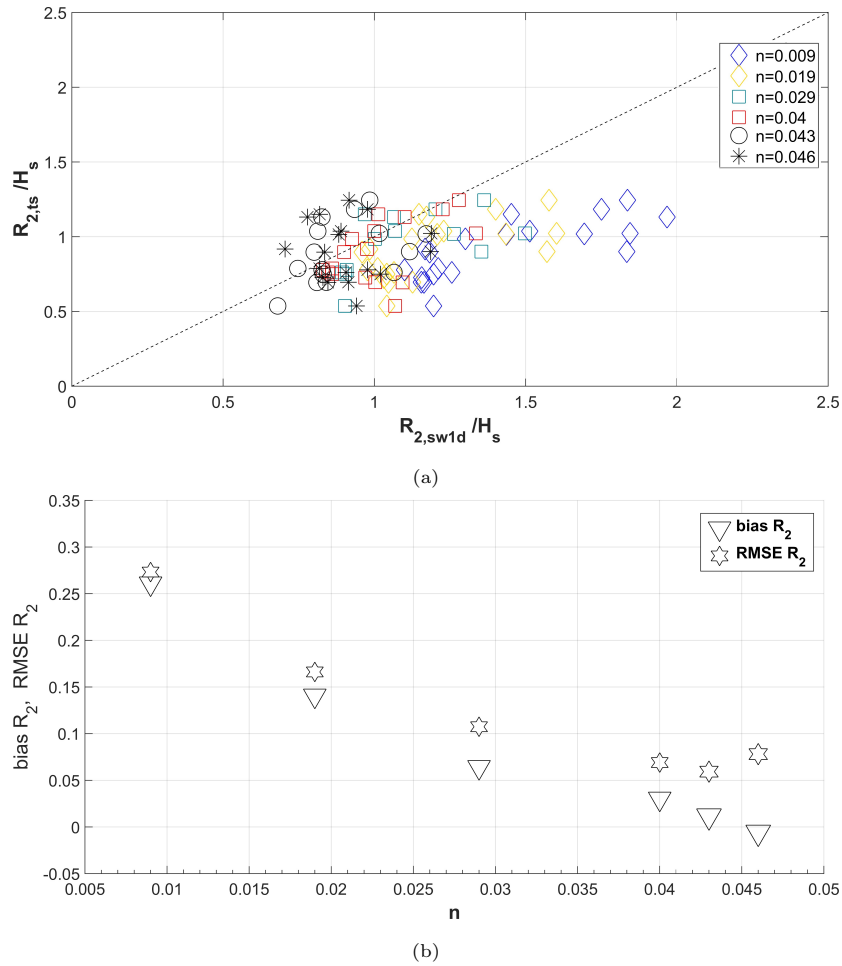 2.5
2
1.5
1
0.5
0
R2,ts /Hs
0
0.5
1
1.5
2
2.5
R2,sw1d /Hs
n=0.009
n=0.019
n=0.029
n=0.04
n=0.043
n=0.046
(a)
0.35
0.3
0.25
0.2
0.15
0.1
0.05
0
-0.05
bias R2, RMSE R2
bias R2
RMSE R2
0.005
0.01
0.015
0.02
0.025
0.03
0.035
0.04
0.045
0.05
n
(b)